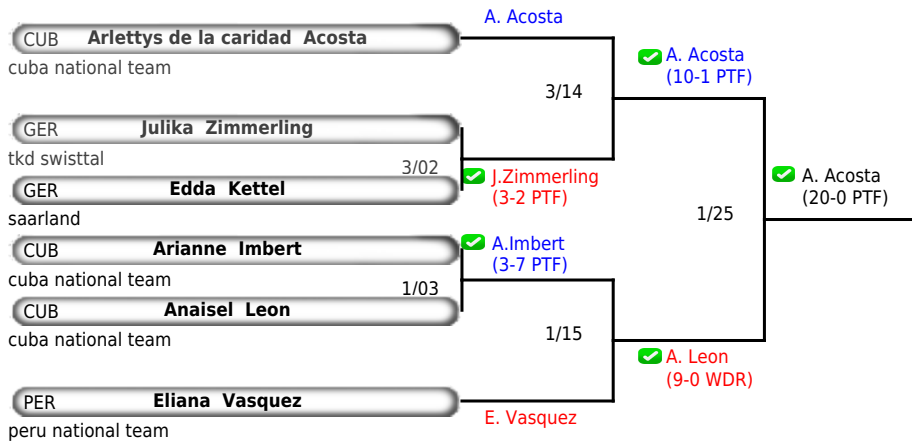 A. Acosta
CUB Arlettys de la caridad Acosta
cuba national team
A. Acosta
(10-1 PTF)
3/14
GER Julika Zimmerling
tkd swisttal
3/02
J.Zimmerling
(3-2 PTF)
GER Edda Kettel
saarland
A. Acosta
(20-0 PTF)
1/25
CUB Arianne Imbert
cuba national team
A.Imbert
(3-7 PTF)
1/03
CUB Anaisel Leon
cuba national team
1/15
A. Leon
(9-0 WDR)
PER Eliana Vasquez
peru national team
E. Vasquez